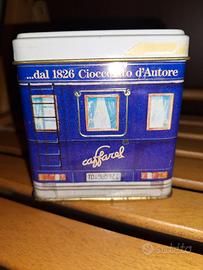 ...dal 1826 Cioccolato d'Autore
caffarel
subito